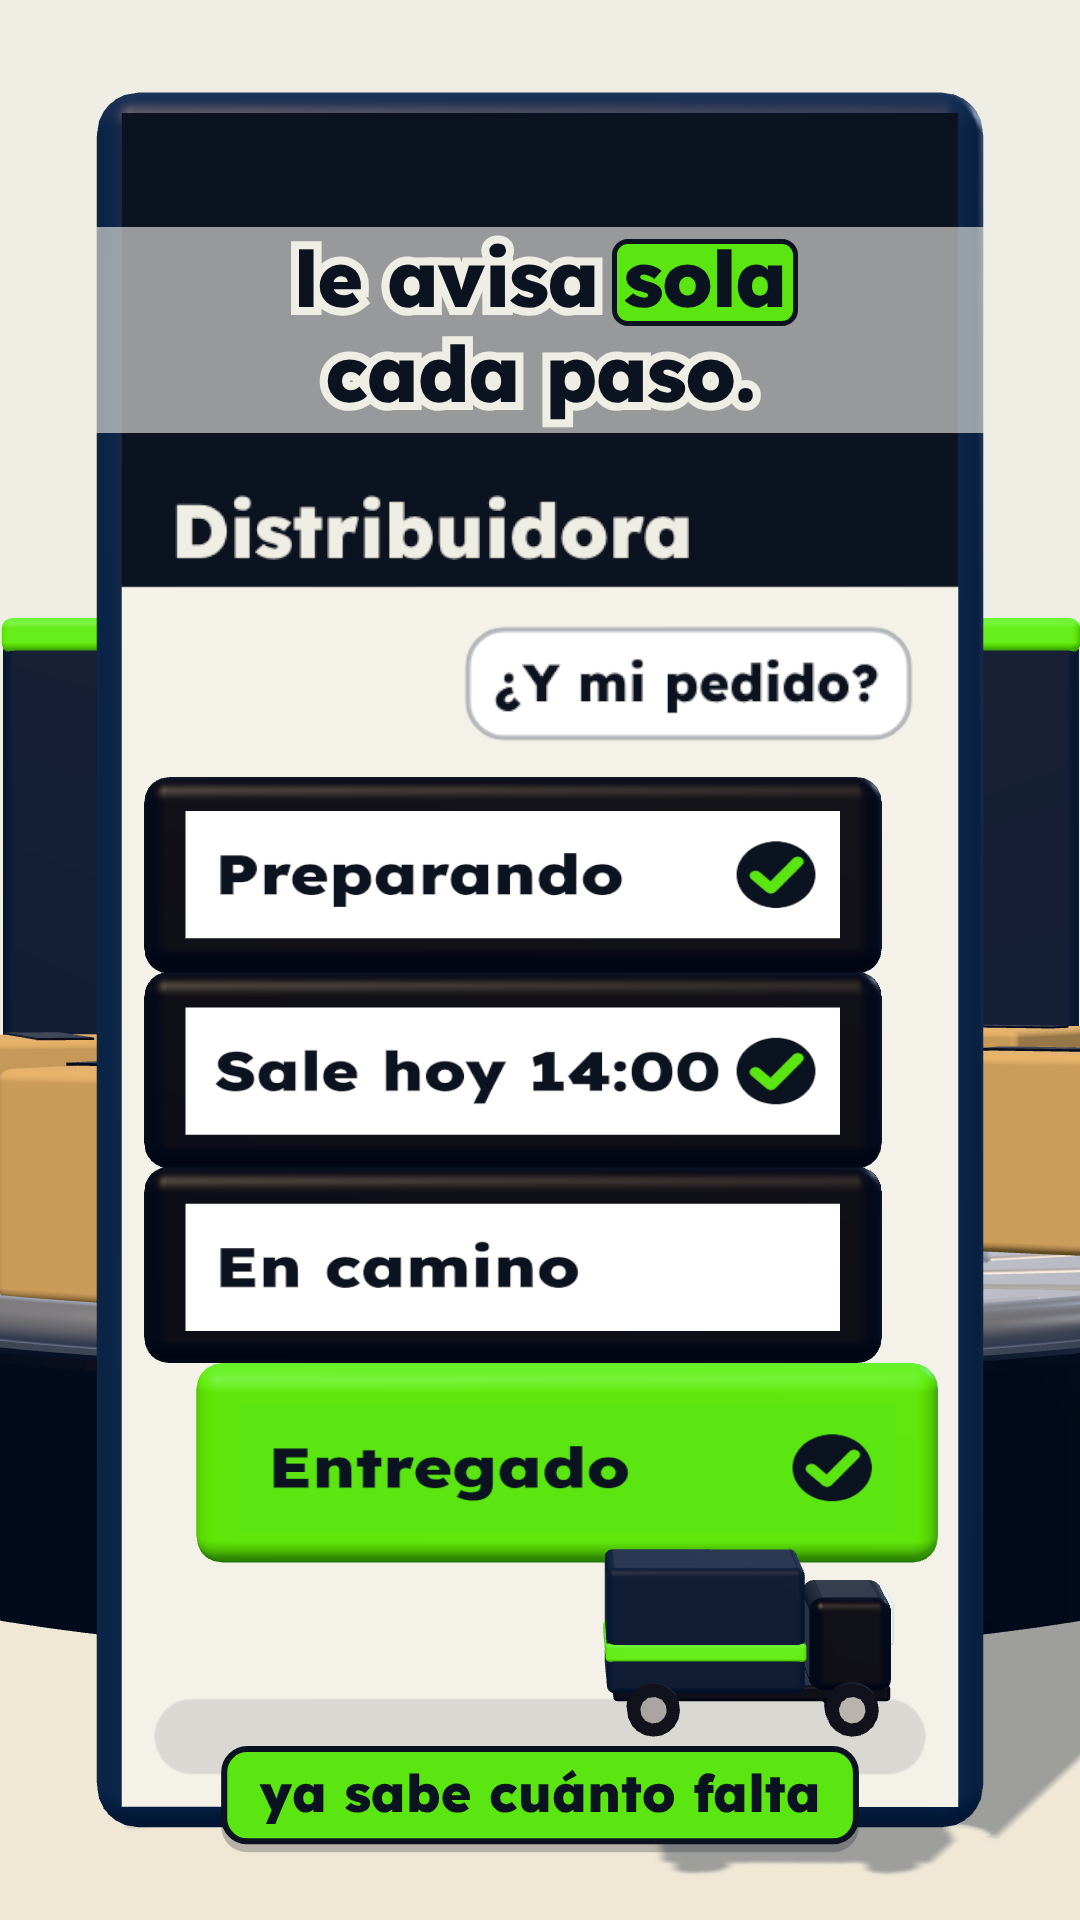 le avisa sola
cada paso.
Distribuidora
¿Y mi pedido?
Preparando
Sale hoy 14:00
En camino
Entregado
ya sabe cuánto falta